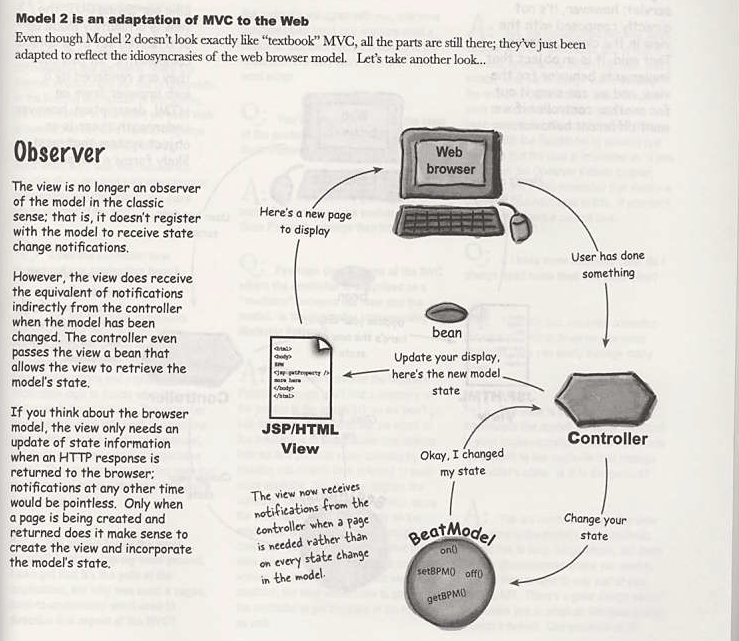 Model 2 is an adaptation of MVC to the Web
Even though Model 2 doesn't look exactly like "textbook" MVC, all the parts are still there; they've just been
adapted to reflect the idiosyncrasies of the web browser model. Let's take another look...
Observer
The view is no longer an observer
of the model in the classic
sense; that is, it doesn't register
with the model to receive state
change notifications.
However, the view does receive
the equivalent of notifications
indirectly from the controller
when the model has been
changed. The controller even
passes the view a bean that
allows the view to retrieve the
model's state.
If you think about the browser
model, the view only needs an
update of state information
when an HTTP response is
returned to the browser;
notifications at any other time
would be pointless. Only when
a page is being created and
returned does it make sense to
create the view and incorporate
the model's state.
Web
browser
Here's a new page
to display
User has done
something
bean
Update your display,
here's the new model
state
<html>
<body>
<jsp:getProperty />
more here
</body>
</html>
JSP/HTML
View
Controller
Okay, I changed
my state
The view now receives
notifications from the
controller when a page
is needed rather than
on every state change
in the model.
Change your
state
BeatModel
on()
setBPM() off()
getBPM()